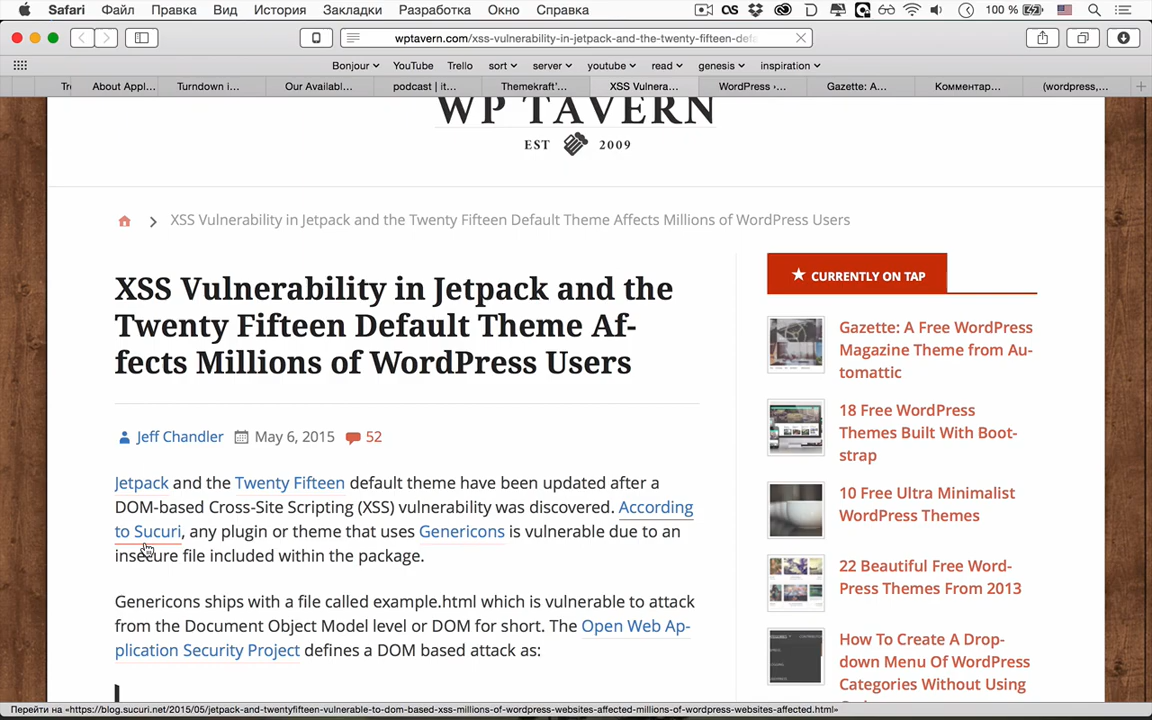 Safari Файл Правка Вид История Закладки Разработка Окно Справка 100 %
wptavern.com/xss-vulnerability-in-jetpack-and-the-twenty-fifteen-defa
Bonjour YouTube Trello sort server youtube read genesis inspiration
Tr About Appl... Turndown i... Our Availabl... podcast | it... Themekraft'... XSS Vulnera... WordPress ›... Gazette: A... Комментар... (wordpress,...
WP TAVERN
EST 2009
XSS Vulnerability in Jetpack and the Twenty Fifteen Default Theme Affects Millions of WordPress Users
XSS Vulnerability in Jetpack and the
Twenty Fifteen Default Theme Af-
fects Millions of WordPress Users
Jeff Chandler May 6, 2015 52
Jetpack and the Twenty Fifteen default theme have been updated after a
DOM-based Cross-Site Scripting (XSS) vulnerability was discovered. According
to Sucuri, any plugin or theme that uses Genericons is vulnerable due to an
insecure file included within the package.
Genericons ships with a file called example.html which is vulnerable to attack
from the Document Object Model level or DOM for short. The Open Web Ap-
plication Security Project defines a DOM based attack as:
★ CURRENTLY ON TAP
Gazette: A Free WordPress
Magazine Theme from Au-
tomattic
18 Free WordPress
Themes Built With Boot-
strap
10 Free Ultra Minimalist
WordPress Themes
22 Beautiful Free Word-
Press Themes From 2013
How To Create A Drop-
down Menu Of WordPress
Categories Without Using
Перейти на «https://blog.sucuri.net/2015/05/jetpack-and-twentyfifteen-vulnerable-to-dom-based-xss-millions-of-wordpress-websites-affected-millions-of-wordpress-websites-affected.html»